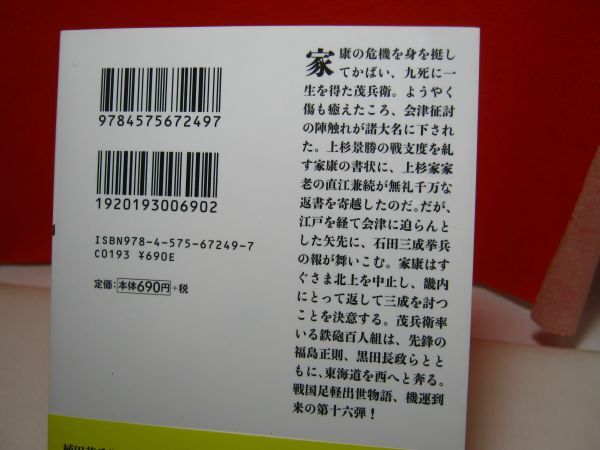 9784575672497
1920193006902
ISBN978-4-575-67249-7
C0193 ¥690E
定価:本体690円+税
家康の危機を身を挺し
てかばい、九死に一
生を得た茂兵衛。ようやく
傷も癒えたころ、会津征討
の陣触れが諸大名に下され
た。上杉景勝の戦支度を糺
す家康の書状に、上杉家家
老の直江兼続が無礼千万な
返書を寄越したのだ。だが、
江戸を経て会津に迫らんと
した矢先に、石田三成挙兵
の報が舞いこむ。家康はす
ぐさま北上を中止し、畿内
にとって返して三成を討つ
ことを決意する。茂兵衛率
いる鉄砲百人組は、先鋒の
福島正則、黒田長政らとと
もに、東海道を西へと奔る。
戦国足軽出世物語、機運到
来の第十六弾!